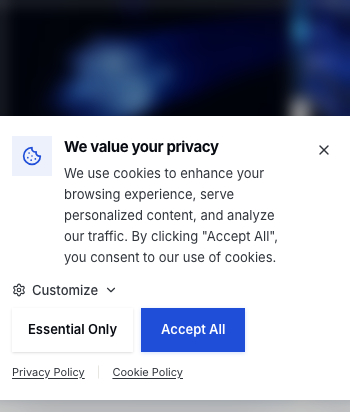 We value your privacy
We use cookies to enhance your
browsing experience, serve
personalized content, and analyze
our traffic. By clicking "Accept All",
you consent to our use of cookies.
Customize
Essential Only
Accept All
Privacy Policy
Cookie Policy